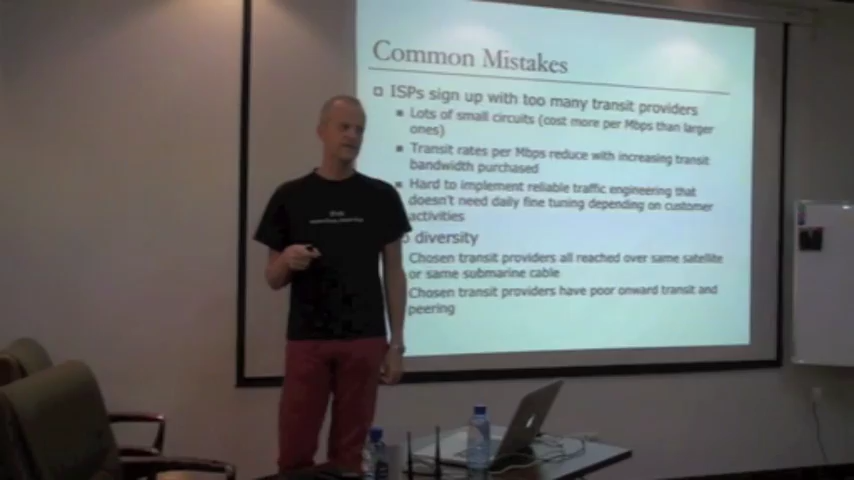 Common Mistakes
ISPs sign up with too many transit providers
Lots of small circuits (cost more per Mbps than larger
ones)
Transit rates per Mbps reduce with increasing transit
bandwidth purchased
Hard to implement reliable traffic engineering that
doesn't need daily fine tuning depending on customer
activities
diversity
Chosen transit providers all reached over same satellite
or same submarine cable
Chosen transit providers have poor onward transit and
peering